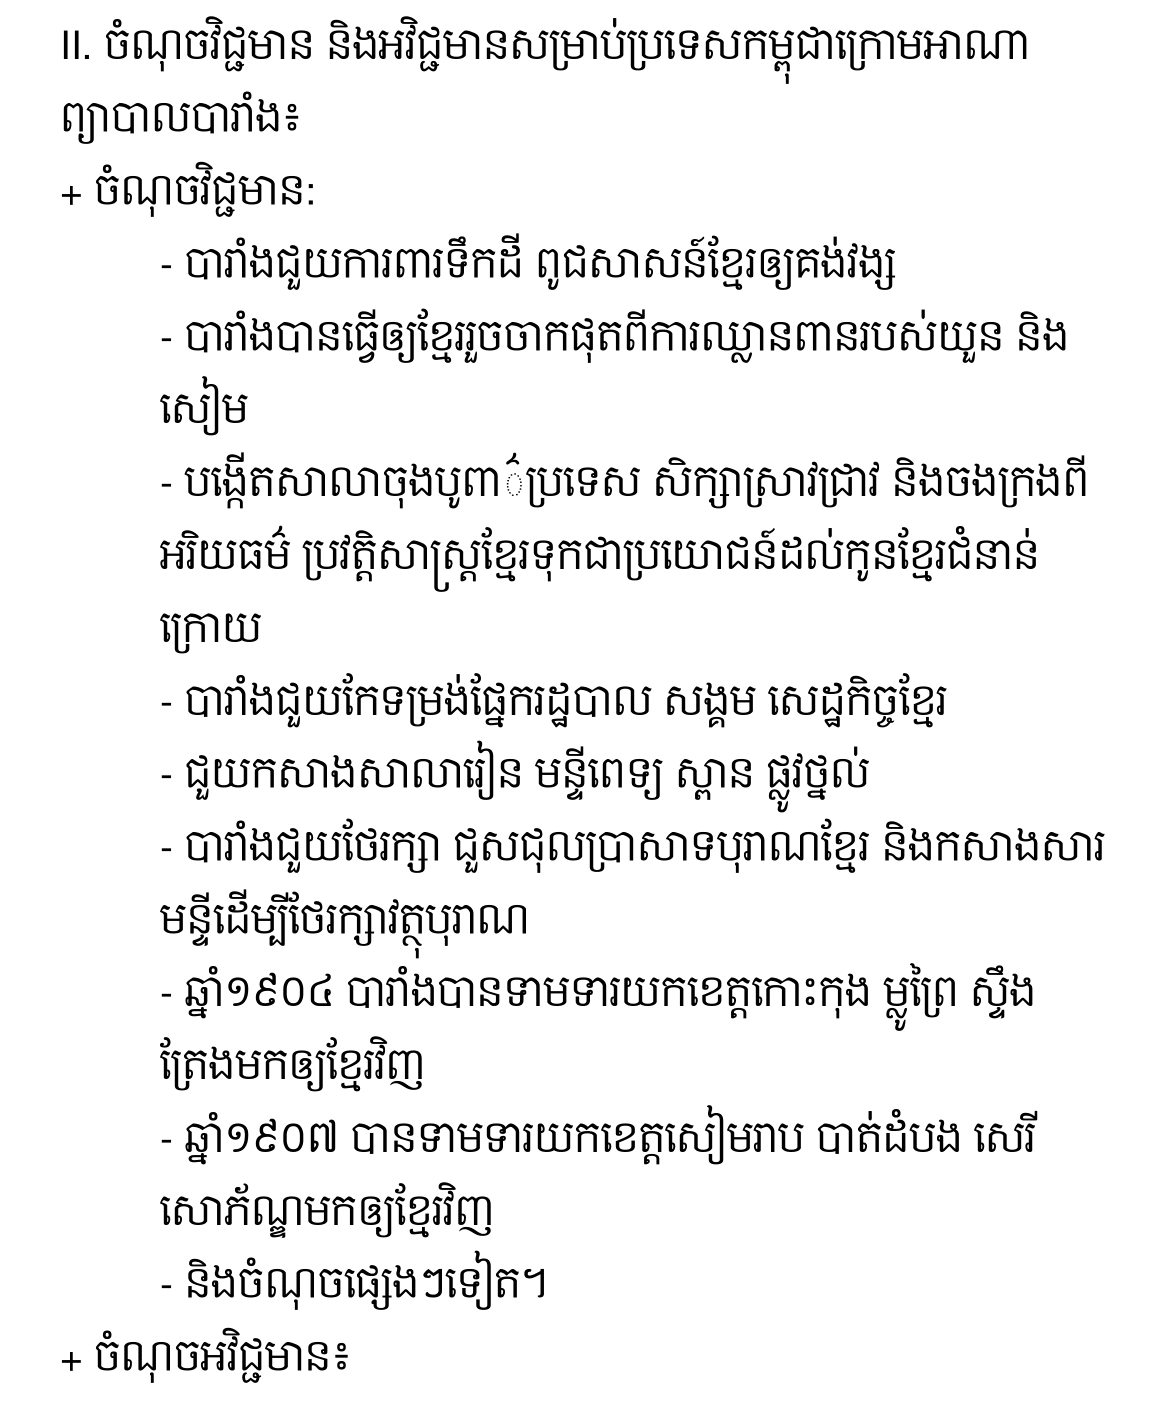 II. ចំណុចវិជ្ជមាន និងអវិជ្ជមានសម្រាប់ប្រទេសកម្ពុជាក្រោមអាណា
ព្យាបាលបារាំង៖
+ ចំណុចវិជ្ជមាន:
- បារាំងជួយការពារទឹកដី ពូជសាសន៍ខ្មែរឲ្យគង់វង្ស
- បារាំងបានធ្វើឲ្យខ្មែររួចចាកផុតពីការឈ្លានពានរបស់យួន និង
សៀម
- បង្កើតសាលាចុងបូពា៌ប្រទេស សិក្សាស្រាវជ្រាវ និងចងក្រងពី
អរិយធម៌ ប្រវត្តិសាស្ត្រខ្មែរទុកជាប្រយោជន៍ដល់កូនខ្មែរជំនាន់
ក្រោយ
- បារាំងជួយកែទម្រង់ផ្នែករដ្ឋបាល សង្គម សេដ្ឋកិច្ចខ្មែរ
- ជួយកសាងសាលារៀន មន្ទីពេទ្យ ស្ពាន ផ្លូវថ្នល់
- បារាំងជួយថែរក្សា ជួសជុលប្រាសាទបុរាណខ្មែរ និងកសាងសារ
មន្ទីដើម្បីថែរក្សាវត្ថុបុរាណ
- ឆ្នាំ១៩០៤ បារាំងបានទាមទារយកខេត្តកោះកុង ម្លូព្រៃ ស្ទឹង
ត្រែងមកឲ្យខ្មែរវិញ
- ឆ្នាំ១៩០៧ បានទាមទារយកខេត្តសៀមរាប បាត់ដំបង សេរី
សោភ័ណ្ឌមកឲ្យខ្មែរវិញ
- និងចំណុចផ្សេងៗទៀត។
+ ចំណុចអវិជ្ជមាន៖